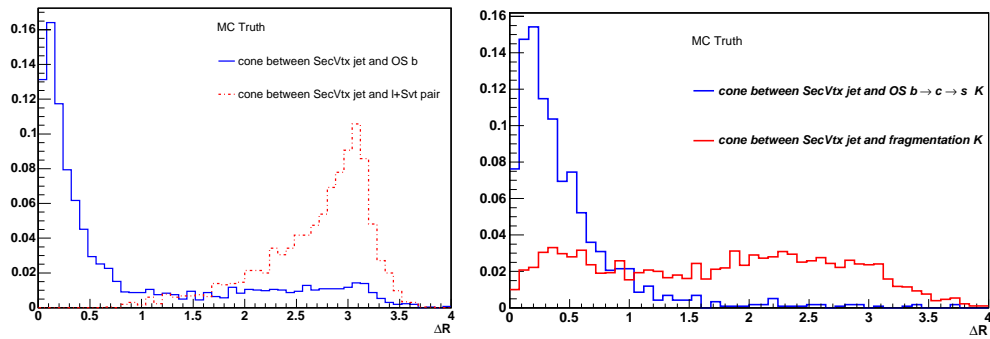 MC Truth
cone between SecVtx jet and OS b
cone between SecVtx jet and l+Svt pair
0.16
0.14
0.12
0.1
0.08
0.06
0.04
0.02
0
0 0.5 1 1.5 2 2.5 3 3.5 4
ΔR
MC Truth
cone between SecVtx jet and OS b → c → s K
cone between SecVtx jet and fragmentation K
0.16
0.14
0.12
0.10
0.08
0.06
0.04
0.02
0
0 0.5 1 1.5 2 2.5 3 3.5 4
ΔR